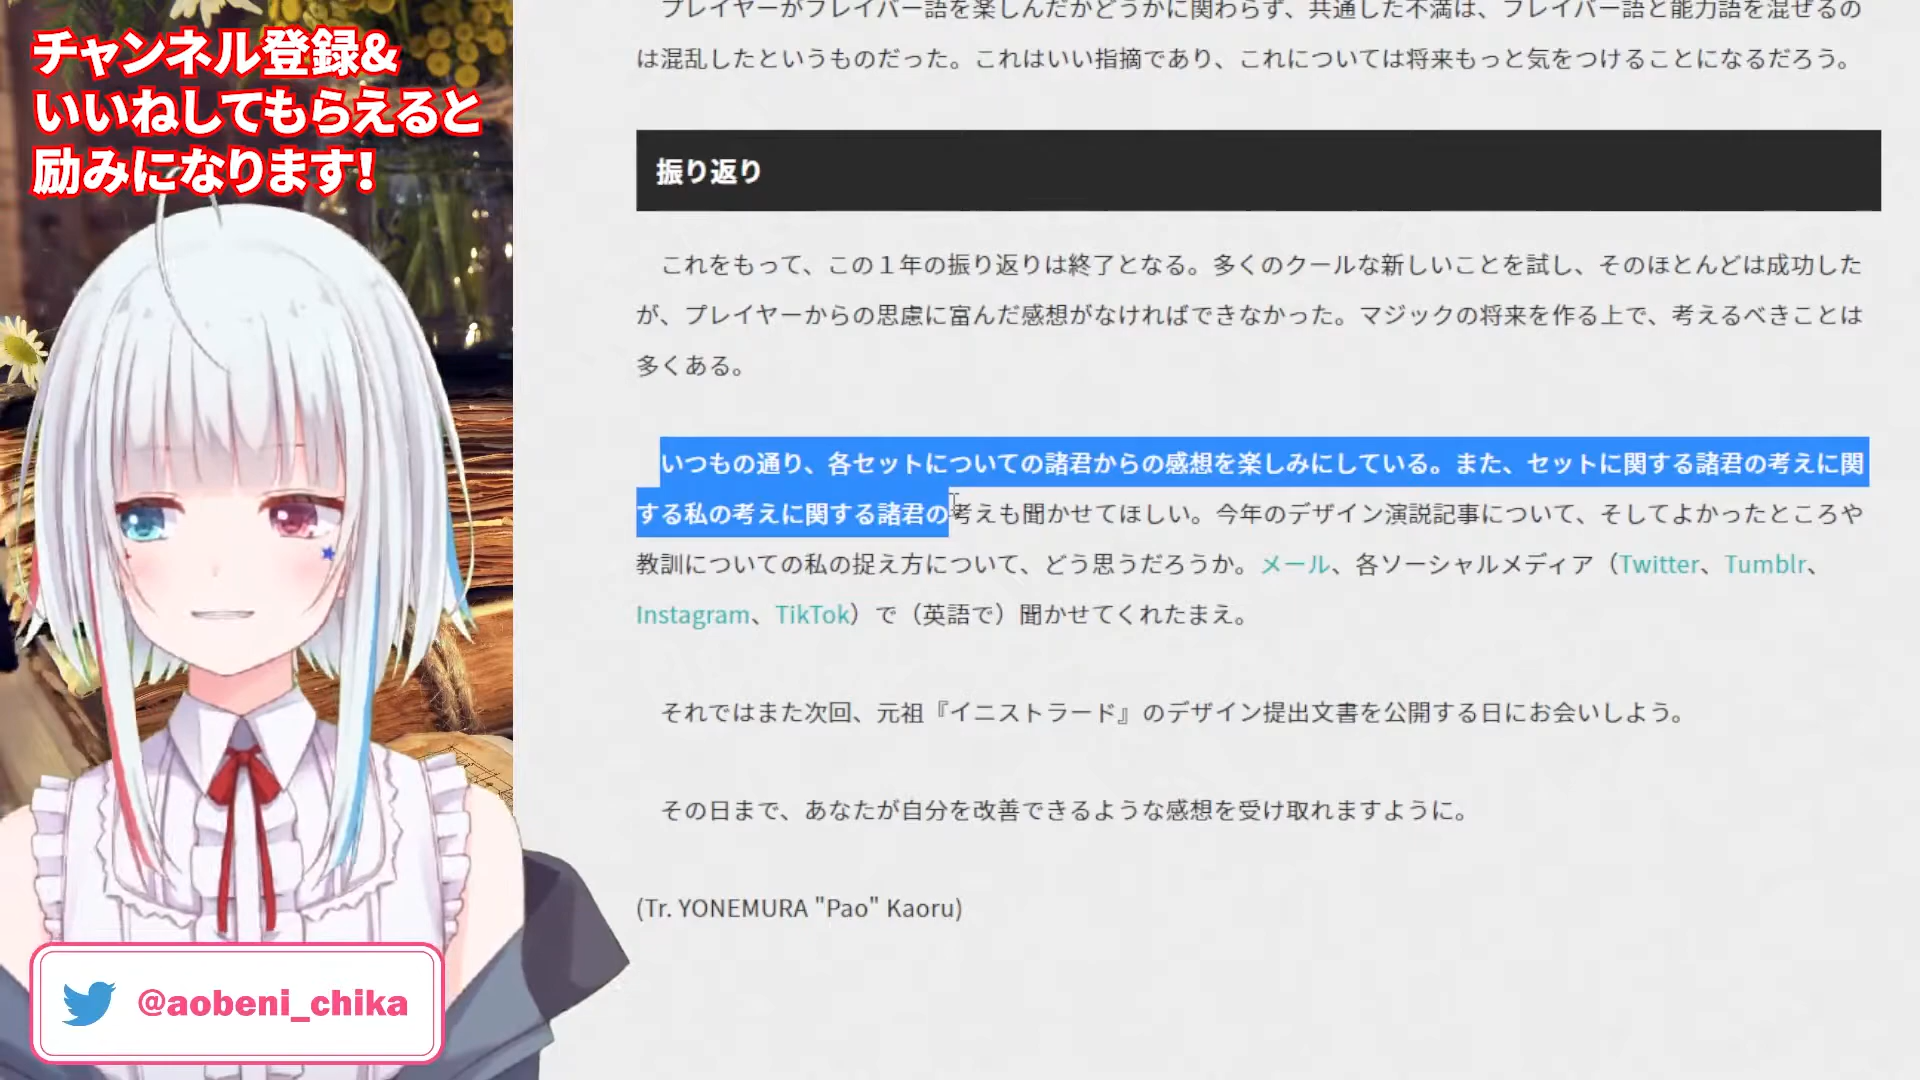 チャンネル登録&
いいねしてもらえると
励みになります!
プレイヤーがフレイバー語を楽しんだかどうかに関わらず、共通した不満は、フレイバー語と能力語を混ぜるの
は混乱したというものだった。これはいい指摘であり、これについては将来もっと気をつけることになるだろう。
振り返り
これをもって、この１年の振り返りは終了となる。多くのクールな新しいことを試し、そのほとんどは成功した
が、プレイヤーからの思慮に富んだ感想がなければできなかった。マジックの将来を作る上で、考えるべきことは
多くある。
いつもの通り、各セットについての諸君からの感想を楽しみにしている。また、セットに関する諸君の考えに関
する私の考えに関する諸君の考えも聞かせてほしい。今年のデザイン演説記事について、そしてよかったところや
教訓についての私の捉え方について、どう思うだろうか。メール、各ソーシャルメディア（Twitter、Tumblr、
Instagram、TikTok）で（英語で）聞かせてくれたまえ。
それではまた次回、元祖『イニストラード』のデザイン提出文書を公開する日にお会いしよう。
その日まで、あなたが自分を改善できるような感想を受け取れますように。
(Tr. YONEMURA "Pao" Kaoru)
@aobeni_chika